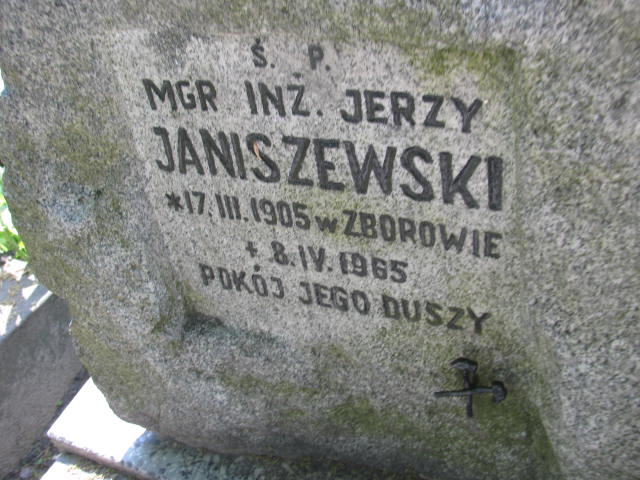 Ś. P.
MGR INŻ. JERZY
JANISZEWSKI
*17.III.1905 w ZBOROWIE
+ 8.IV.1965
POKÓJ JEGO DUSZY